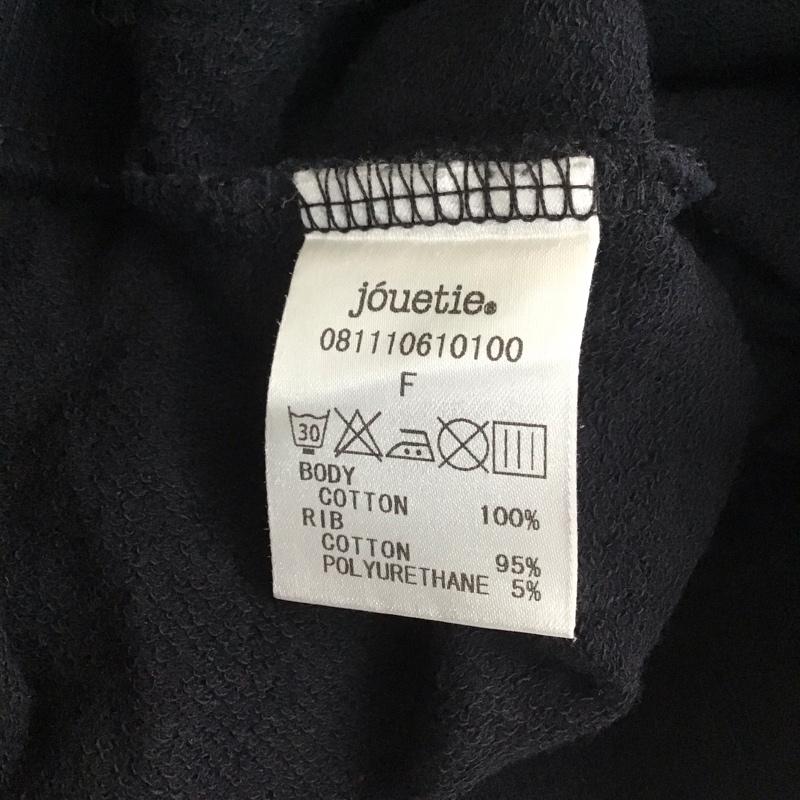 jóuetie®
081110610100
F
30
BODY
COTTON 100%
RIB
COTTON 95%
POLYURETHANE 5%